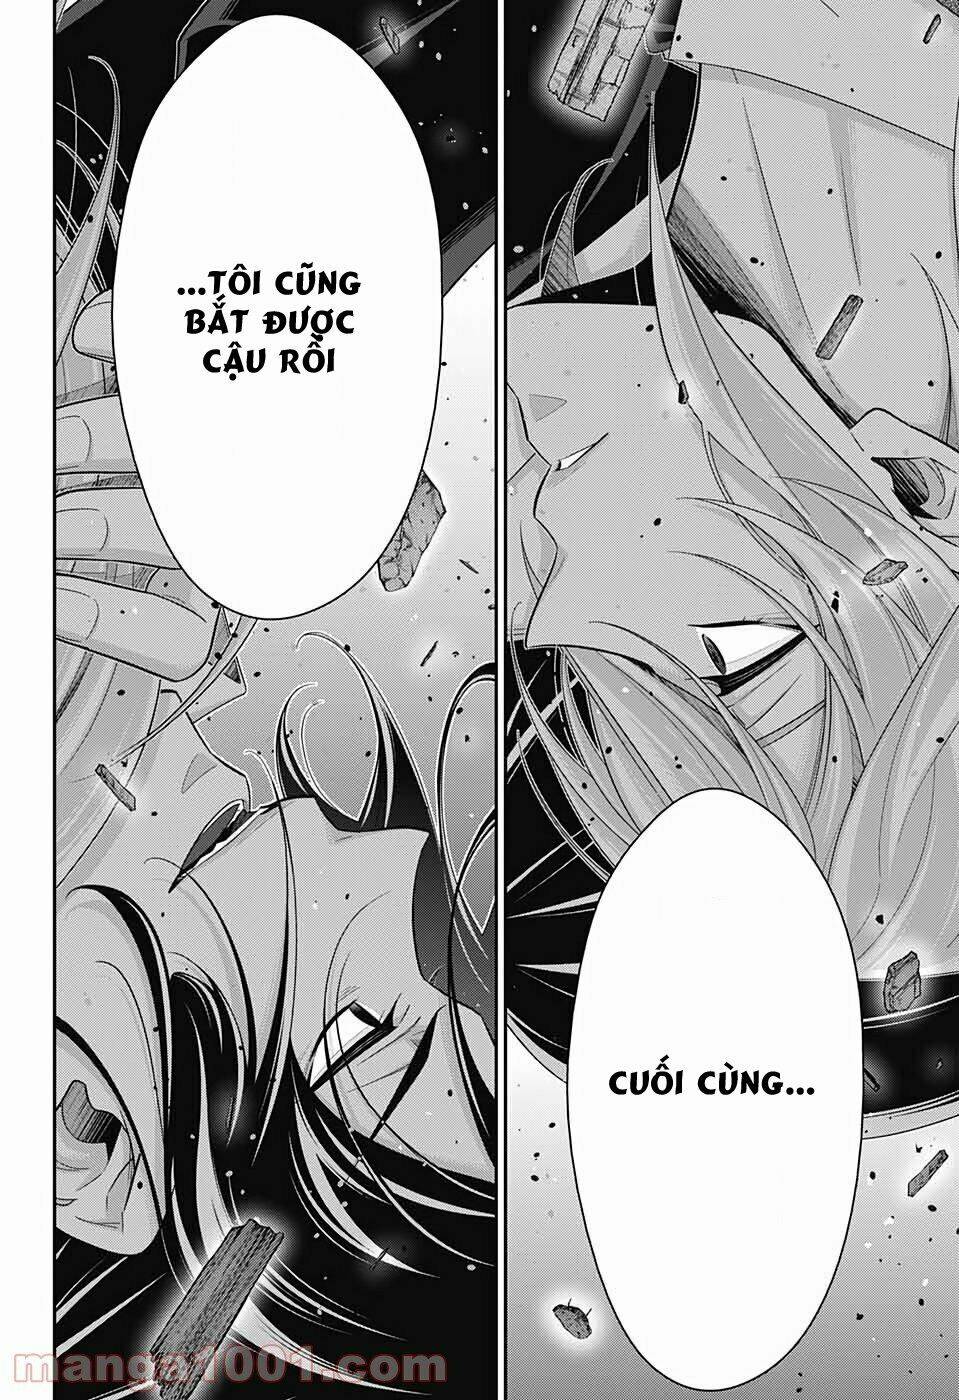 CUỐI CÙNG...
...TÔI CŨNG
BẮT ĐƯỢC
CẬU RỒI
manga1001.com